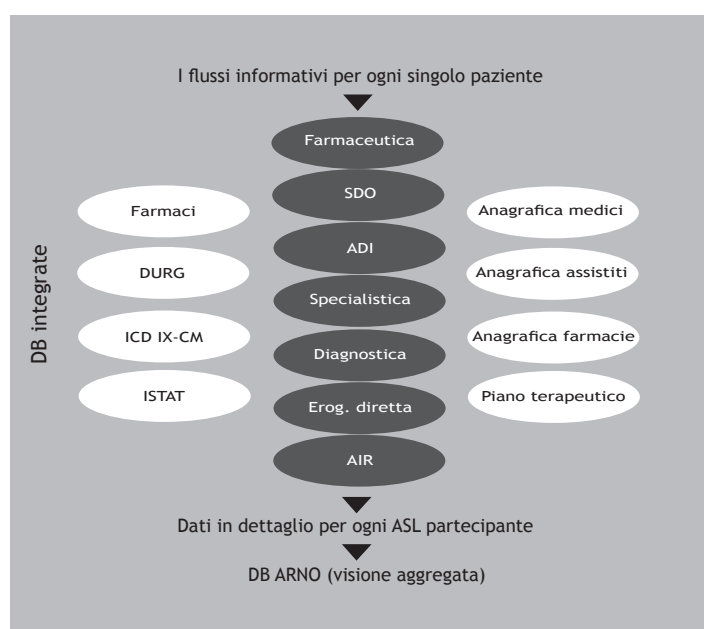 I flussi informativi per ogni singolo paziente
Farmaceutica
SDO
ADI
Specialistica
Diagnostica
Erog. diretta
AIR
DB integrate
Farmaci
DURG
ICD IX-CM
ISTAT
Anagrafica medici
Anagrafica assistiti
Anagrafica farmacie
Piano terapeutico
Dati in dettaglio per ogni ASL partecipante
DB ARNO (visione aggregata)